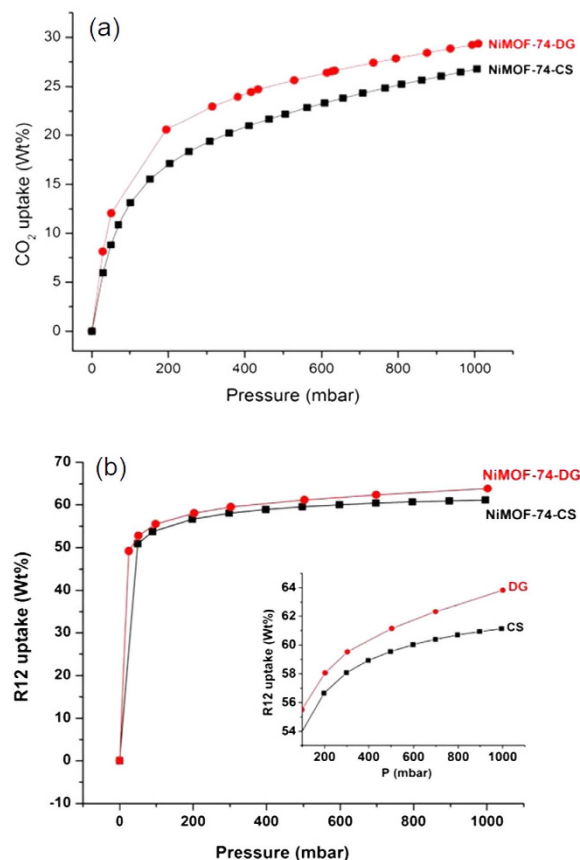 (a)
NiMOF-74-DG
NiMOF-74-CS
CO2 uptake (Wt%)
30
25
20
15
10
5
0
0 200 400 600 800 1000
Pressure (mbar)
(b)
NiMOF-74-DG
NiMOF-74-CS
R12 uptake (Wt%)
70
60
50
40
30
20
10
0
-10
0 200 400 600 800 1000
Pressure (mbar)
DG
CS
R12 uptake (Wt%)
64
62
60
58
56
54
200 400 600 800 1000
P (mbar)